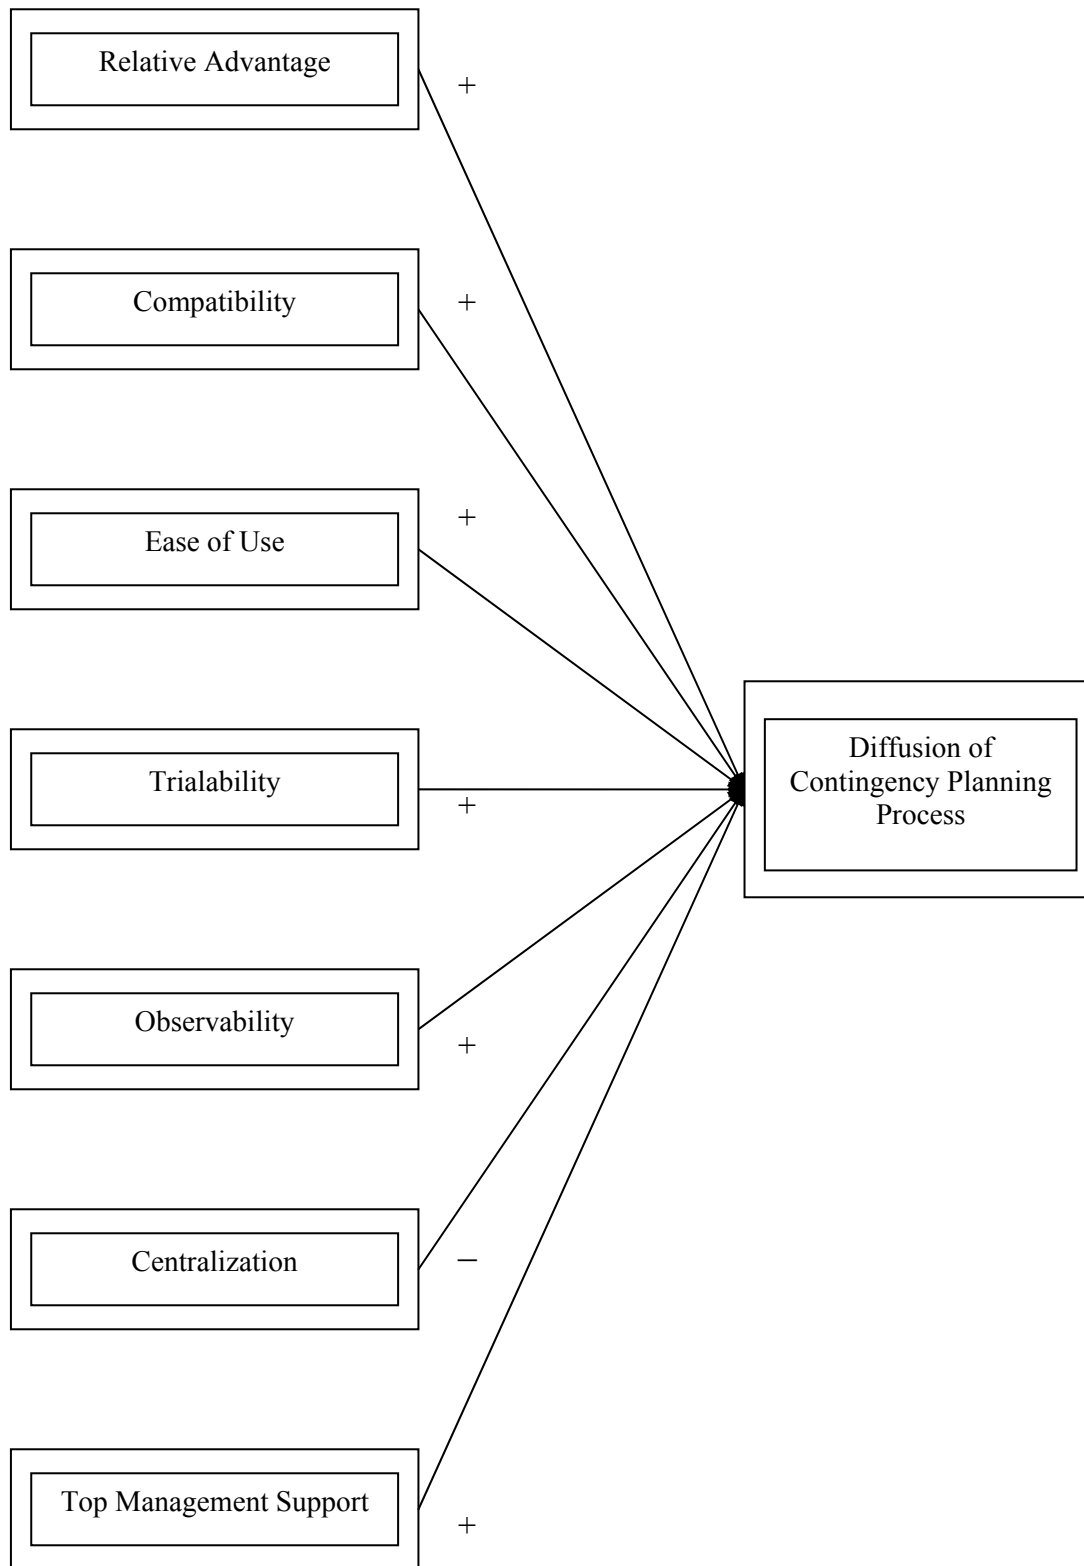 Relative Advantage
+
Compatibility
+
Ease of Use
+
Trialability
+
Observability
+
Centralization
–
Top Management Support
+
Diffusion of
Contingency Planning
Process